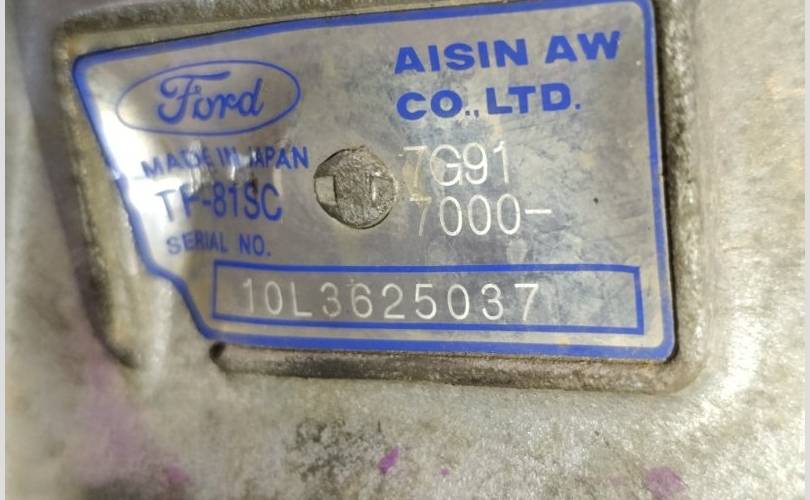 Ford
AISIN AW
CO.,LTD.
MADE IN JAPAN
7G91
TF-81SC
7000-
SERIAL NO.
10L3625037